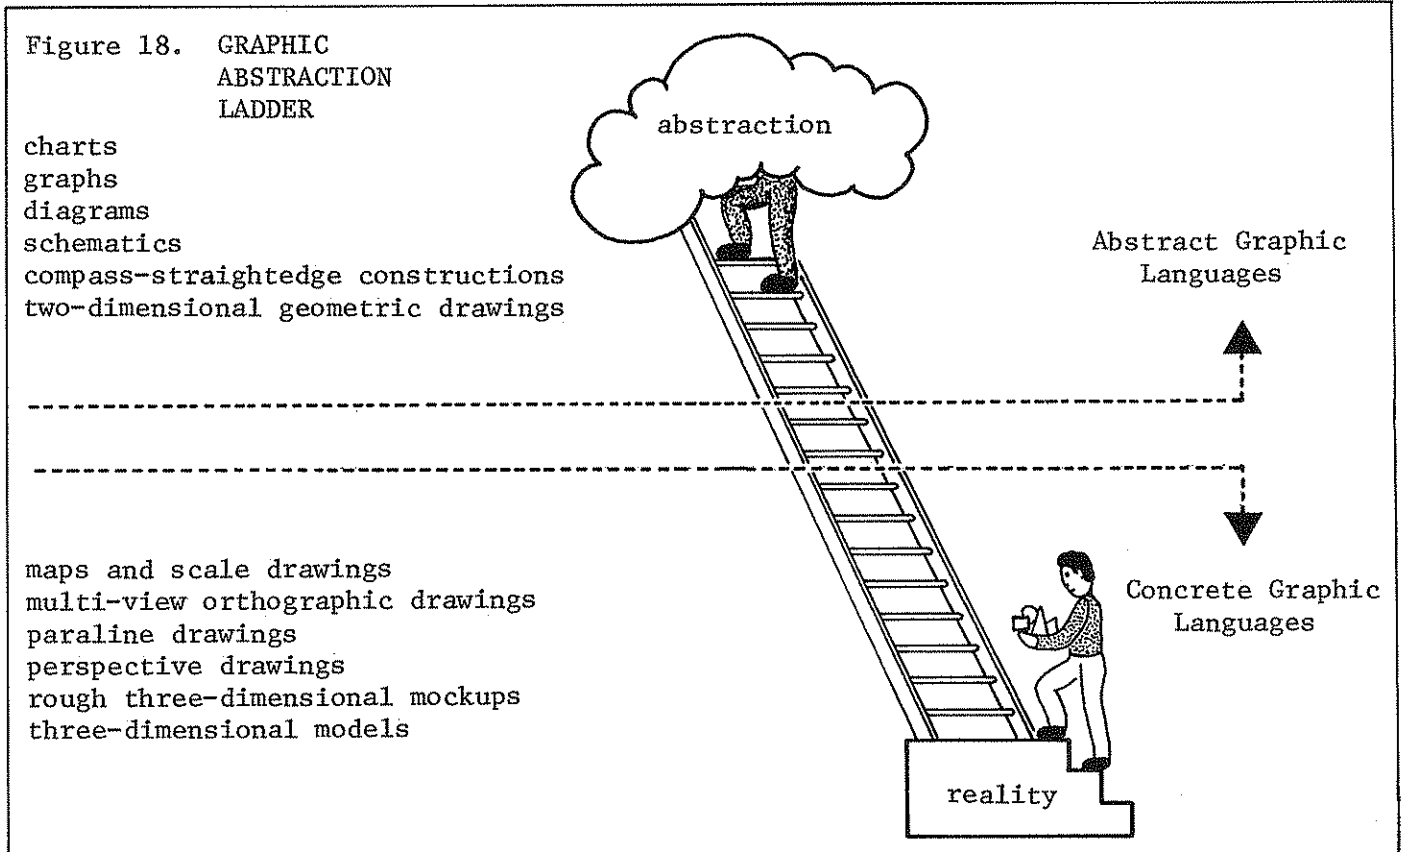 Figure 18. GRAPHIC
ABSTRACTION
LADDER
charts
graphs
diagrams
schematics
compass-straightedge constructions
two-dimensional geometric drawings
abstraction
Abstract Graphic
Languages
maps and scale drawings
multi-view orthographic drawings
paraline drawings
perspective drawings
rough three-dimensional mockups
three-dimensional models
Concrete Graphic
Languages
reality